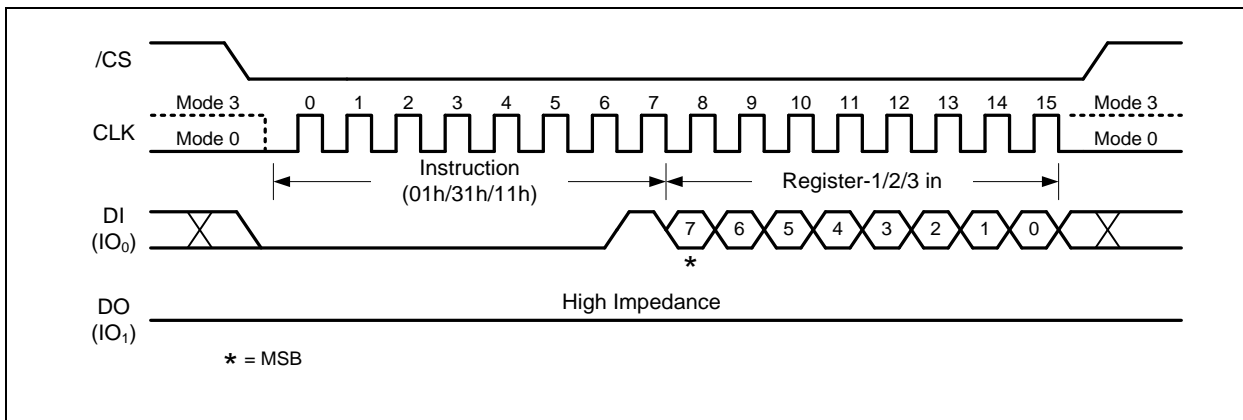 /CS
Mode 3 0 1 2 3 4 5 6 7 8 9 10 11 12 13 14 15 Mode 3
CLK Mode 0 Mode 0
Instruction
(01h/31h/11h)
Register-1/2/3 in
DI
(IO₀)
7 6 5 4 3 2 1 0
*
High Impedance
DO
(IO₁)
* = MSB